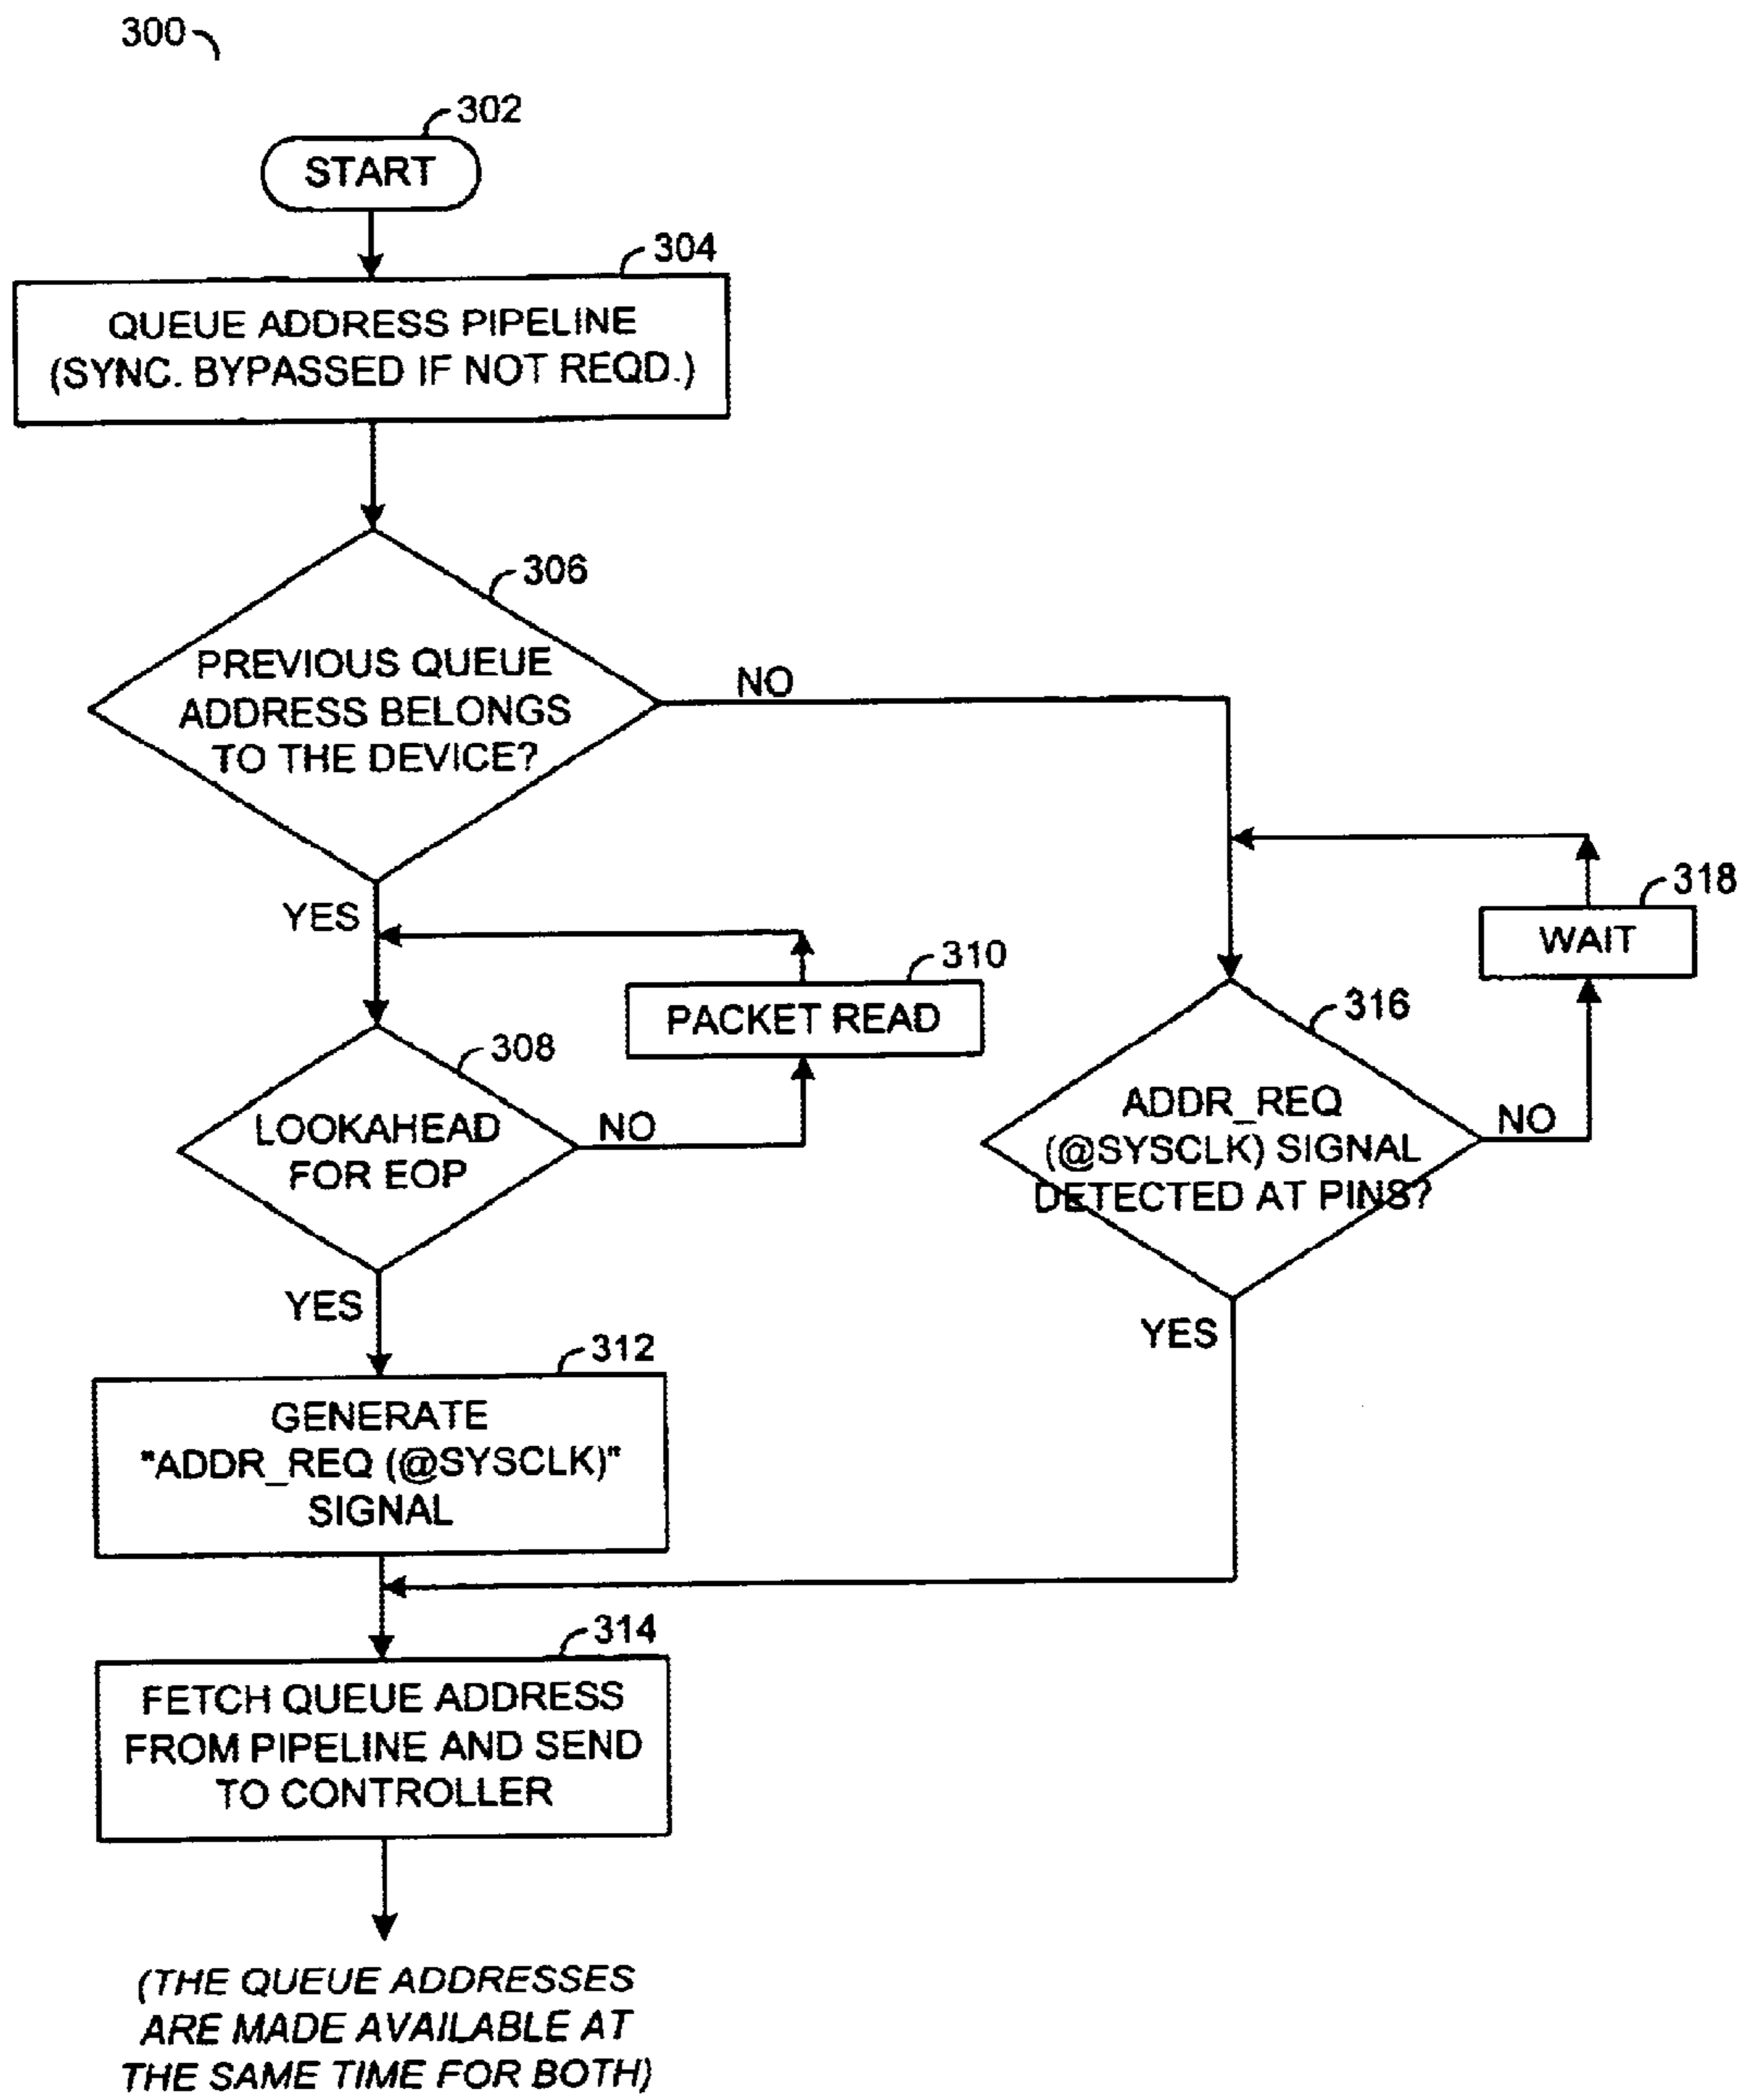 300
302
START
304
QUEUE ADDRESS PIPELINE
(SYNC. BYPASSED IF NOT REQD.)
306
PREVIOUS QUEUE
ADDRESS BELONGS
TO THE DEVICE?
NO
YES
318
WAIT
310
PACKET READ
316
ADDR_REQ
(@SYSCLK) SIGNAL
DETECTED AT PINS?
NO
YES
308
LOOKAHEAD
FOR EOP
NO
YES
312
GENERATE
"ADDR_REQ (@SYSCLK)"
SIGNAL
314
FETCH QUEUE ADDRESS
FROM PIPELINE AND SEND
TO CONTROLLER
(THE QUEUE ADDRESSES
ARE MADE AVAILABLE AT
THE SAME TIME FOR BOTH)